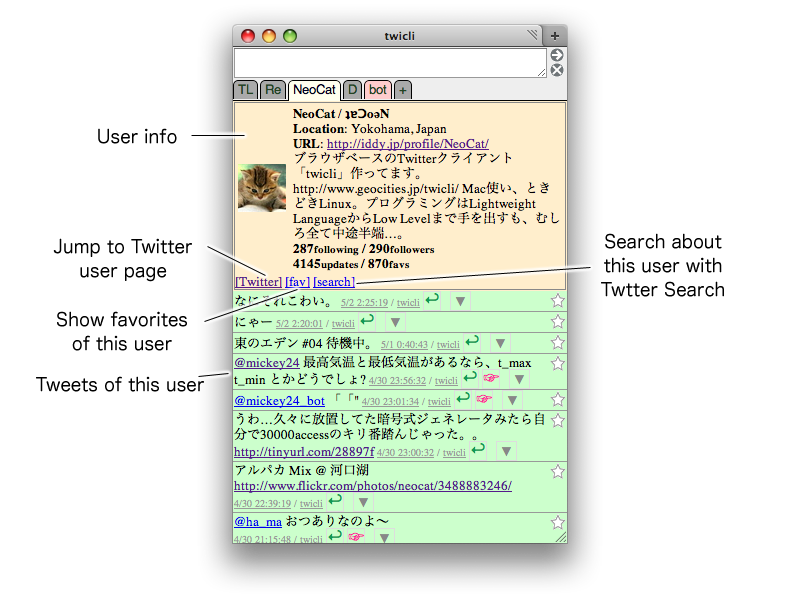 twicli
+
TL Re NeoCat D bot +
NeoCat / ʇɐƆoǝN
Location: Yokohama, Japan
URL: http://iddy.jp/profile/NeoCat/
ブラウザベースのTwitterクライアント
「twicli」作ってます。
http://www.geocities.jp/twicli/ Mac使い、とき
どきLinux。プログラミングはLightweight
LanguageからLow Levelまで手を出すも、むし
ろ全て中途半端…。
287following / 290followers
4145updates / 870favs
[Twitter] [fav] [search]
なにそれこわい。 5/2 2:25:19 / twicli
にゃー 5/2 2:20:01 / twicli
東のエデン #04 待機中。 5/1 0:40:43 / twicli
@mickey24 最高気温と最低気温があるなら、t_max
t_min とかどうでしょ? 4/30 23:56:32 / twicli
@mickey24_bot 「「" 4/30 23:01:34 / twicli
うわ…久々に放置してた暗号式ジェネレータみたら自
分で30000accessのキリ番踏んじゃった。。
http://tinyurl.com/28897f 4/30 23:00:32 / twicli
アルパカ Mix @ 河口湖
http://www.flickr.com/photos/neocat/3488883246/
4/30 22:39:19 / twicli
@ha_ma おつありなのよ〜
4/30 21:15:48 / twicli
User info
Jump to Twitter
user page
Show favorites
of this user
Tweets of this user
Search about
this user with
Twtter Search